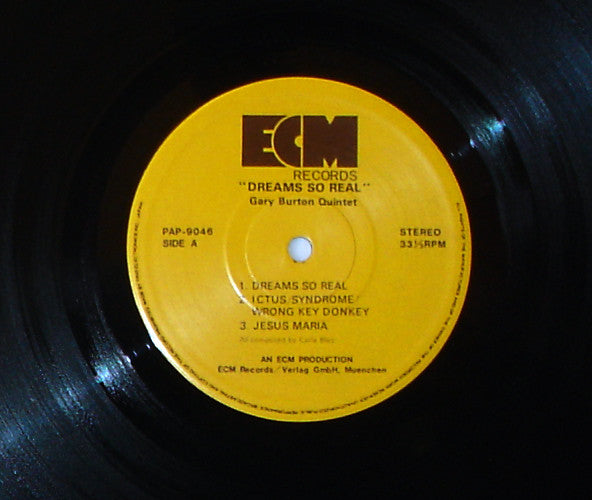 ECM
RECORDS
"DREAMS SO REAL"
Gary Burton Quintet
PAP-9046
SIDE A
STEREO
33⅓RPM
1. DREAMS SO REAL
2. ICTUS/SYNDROME/
WRONG KEY DONKEY
3. JESUS MARIA
All composed by Carla Bley
AN ECM PRODUCTION
ECM Records/Verlag GmbH, Muenchen